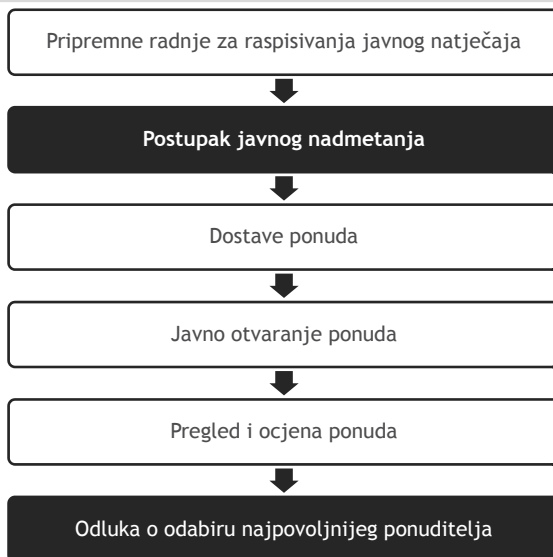 Pripremne radnje za raspisivanja javnog natječaja
Postupak javnog nadmetanja
Dostave ponuda
Javno otvaranje ponuda
Pregled i ocjena ponuda
Odluka o odabiru najpovoljnijeg ponuditelja